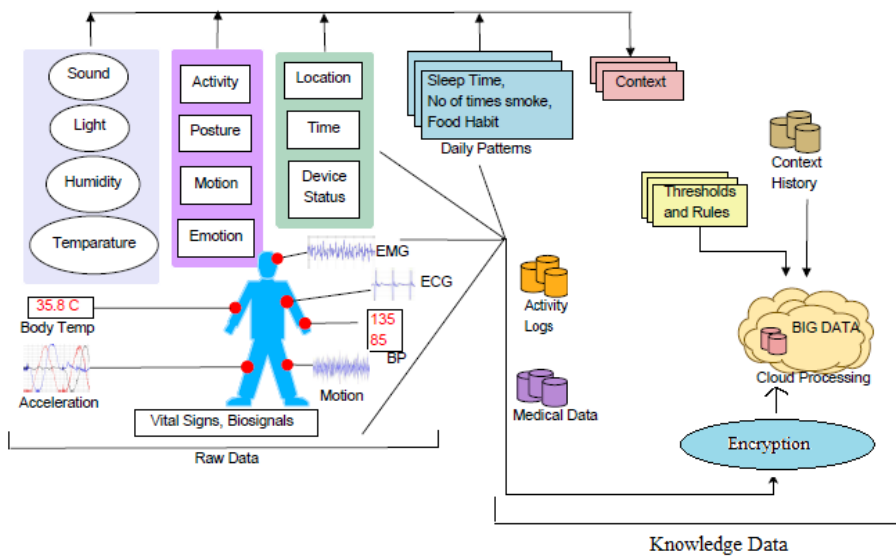 Sound
Light
Humidity
Temparature
Activity
Posture
Motion
Emotion
Location
Time
Device
Status
Sleep Time,
No of times smoke,
Food Habit
Daily Patterns
Context
Context
History
Thresholds
and Rules
EMG
ECG
35.8 C
Body Temp
135
85
BP
Acceleration
Motion
Vital Signs, Biosignals
Raw Data
Activity
Logs
Medical Data
BIG DATA
Cloud Processing
Encryption
Knowledge Data